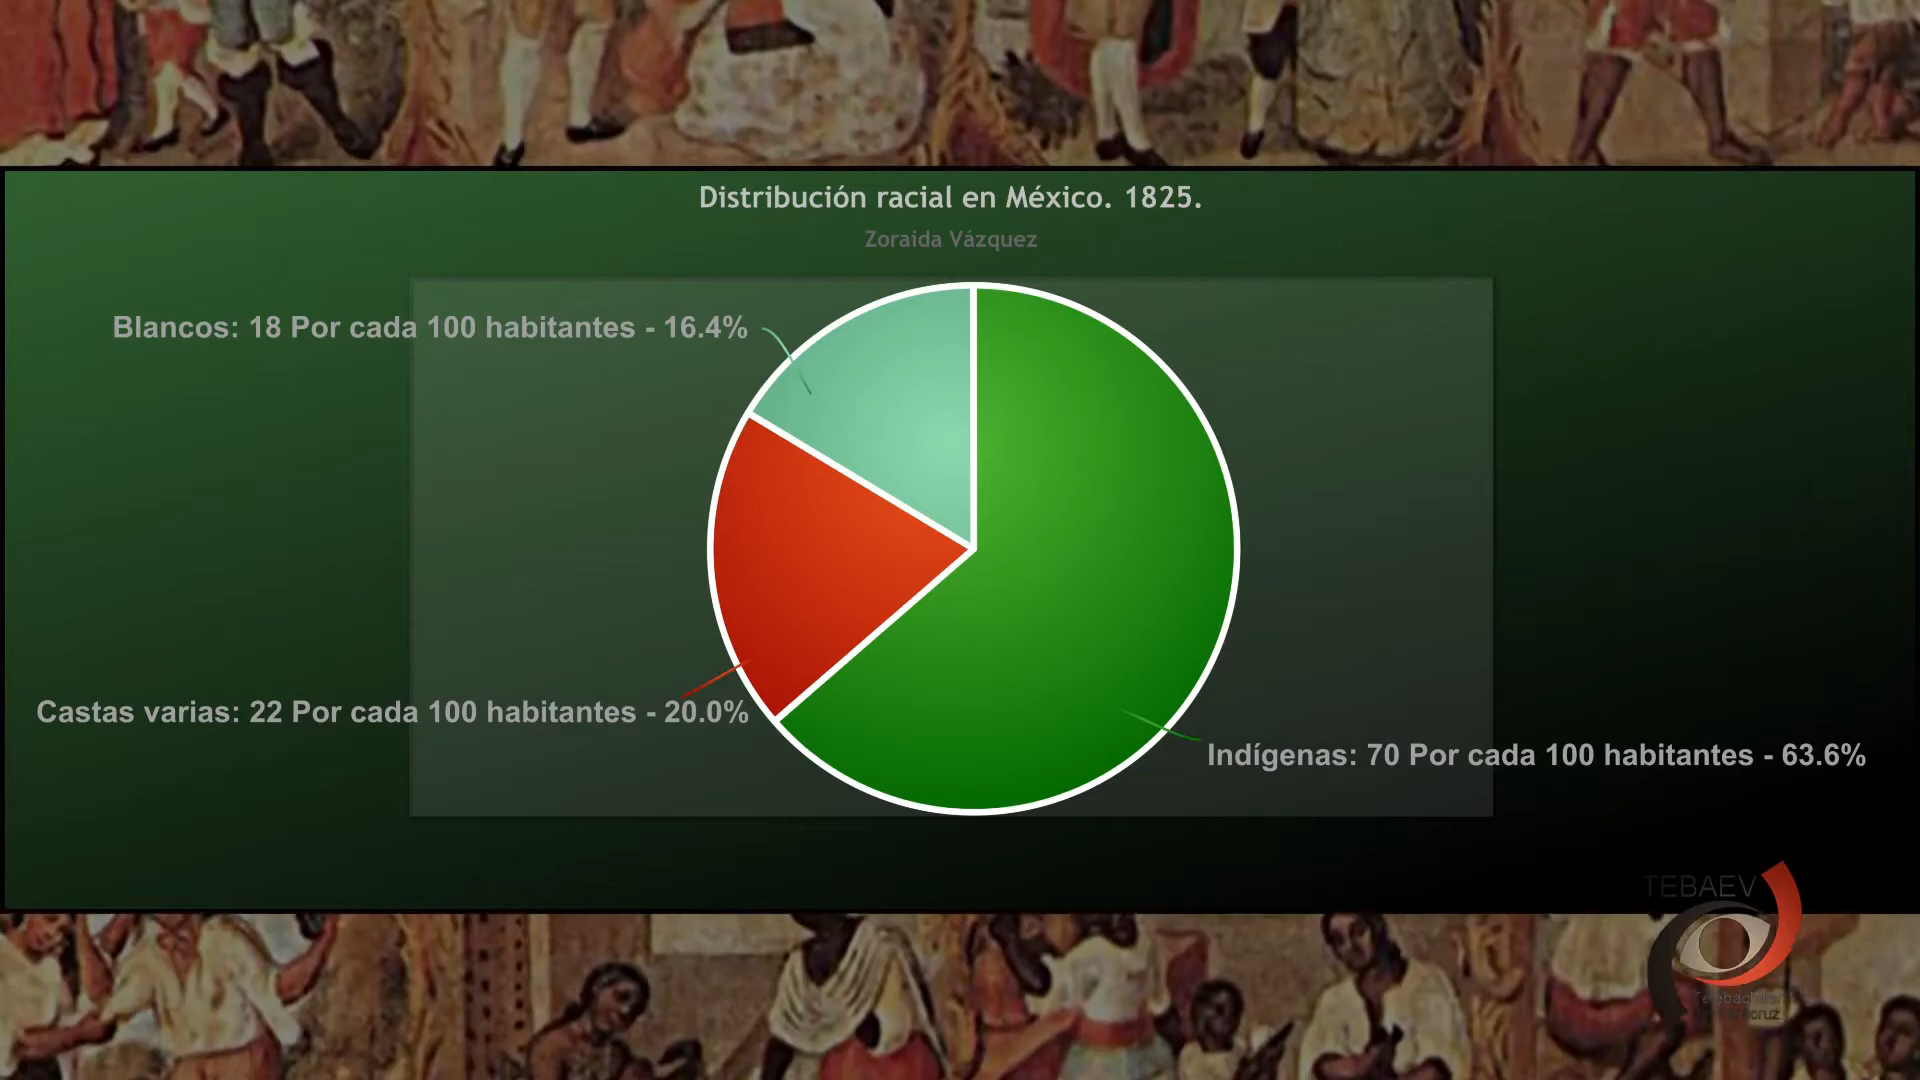 Distribución racial en México. 1825.
Zoraida Vázquez
Blancos: 18 Por cada 100 habitantes - 16.4%
Castas varias: 22 Por cada 100 habitantes - 20.0%
Indígenas: 70 Por cada 100 habitantes - 63.6%
TEBAEV